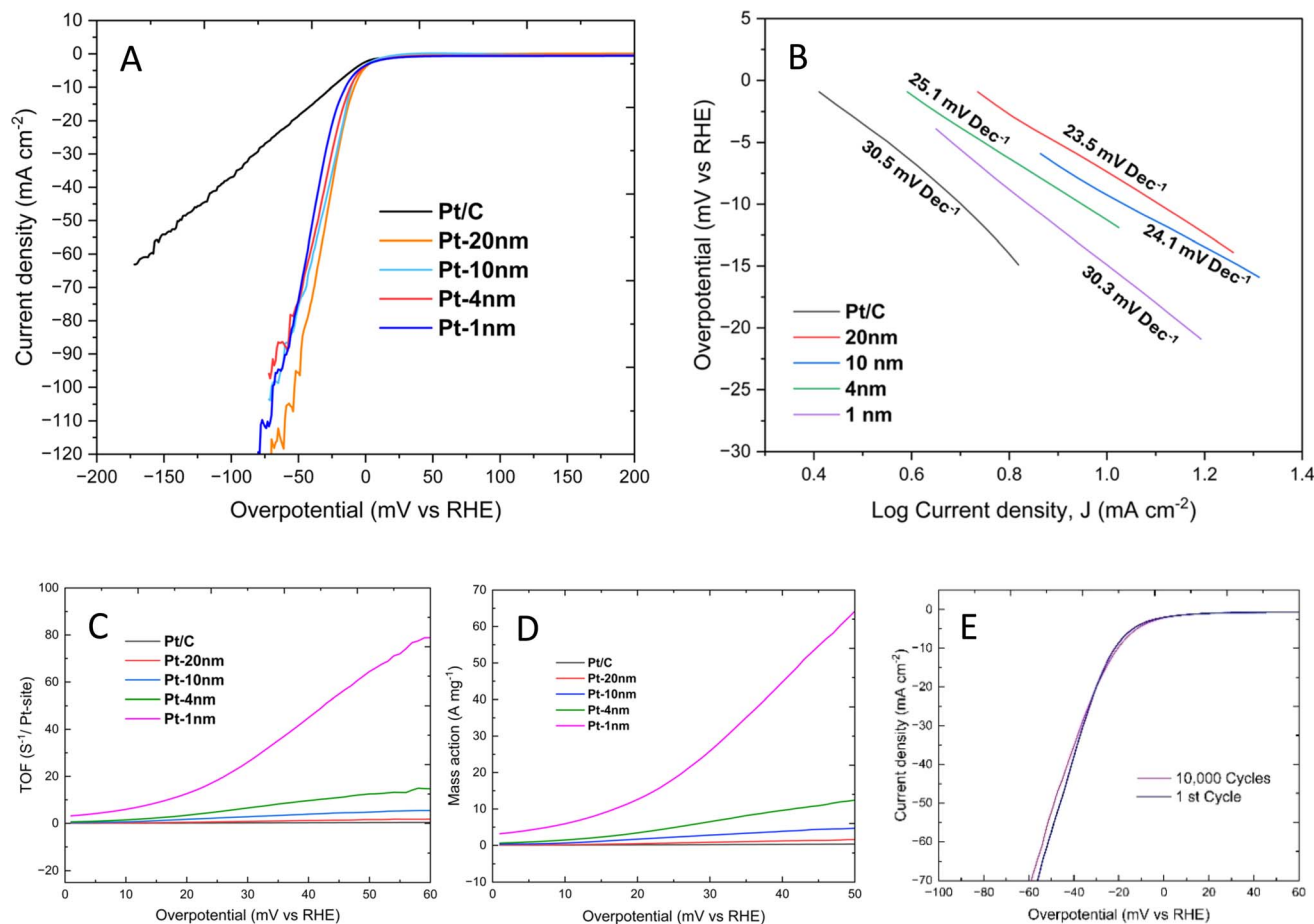 A
10
0
−10
−20
−30
−40
−50
−60
−70
−80
−90
−100
−110
−120
Current density (mA cm⁻²)
Pt/C
Pt-20nm
Pt-10nm
Pt-4nm
Pt-1nm
−200 −150 −100 −50 0 50 100 150 200
Overpotential (mV vs RHE)
B
5
0
−5
−10
−15
−20
−25
−30
Overpotential (mV vs RHE)
25.1 mV Dec⁻¹
23.5 mV Dec⁻¹
30.5 mV Dec⁻¹
24.1 mV Dec⁻¹
30.3 mV Dec⁻¹
Pt/C
20nm
10 nm
4nm
1 nm
0.4 0.6 0.8 1.0 1.2 1.4
Log Current density, J (mA cm⁻²)
C
100
80
60
40
20
0
−20
TOF (S⁻¹/ Pt-site)
Pt/C
Pt-20nm
Pt-10nm
Pt-4nm
Pt-1nm
0 10 20 30 40 50 60
Overpotential (mV vs RHE)
D
70
60
50
40
30
20
10
0
−10
Mass action (A mg⁻¹)
Pt/C
Pt-20nm
Pt-10nm
Pt-4nm
Pt-1nm
0 10 20 30 40 50
Overpotential (mV vs RHE)
E
0
−10
−20
−30
−40
−50
−60
−70
Current density (mA cm⁻²)
10,000 Cycles
1 st Cycle
−100 −80 −60 −40 −20 0 20 40 60
Overpotential (mV vs RHE)